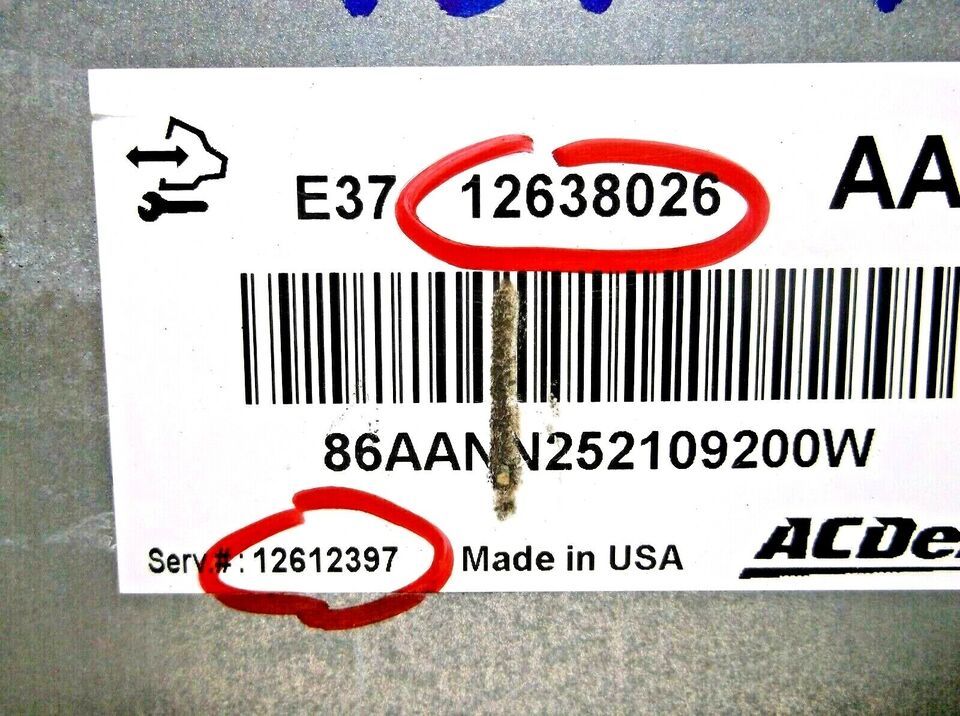 E37 12638026 AA
86AANN252109200W
Serv.#: 12612397 Made in USA ACDe